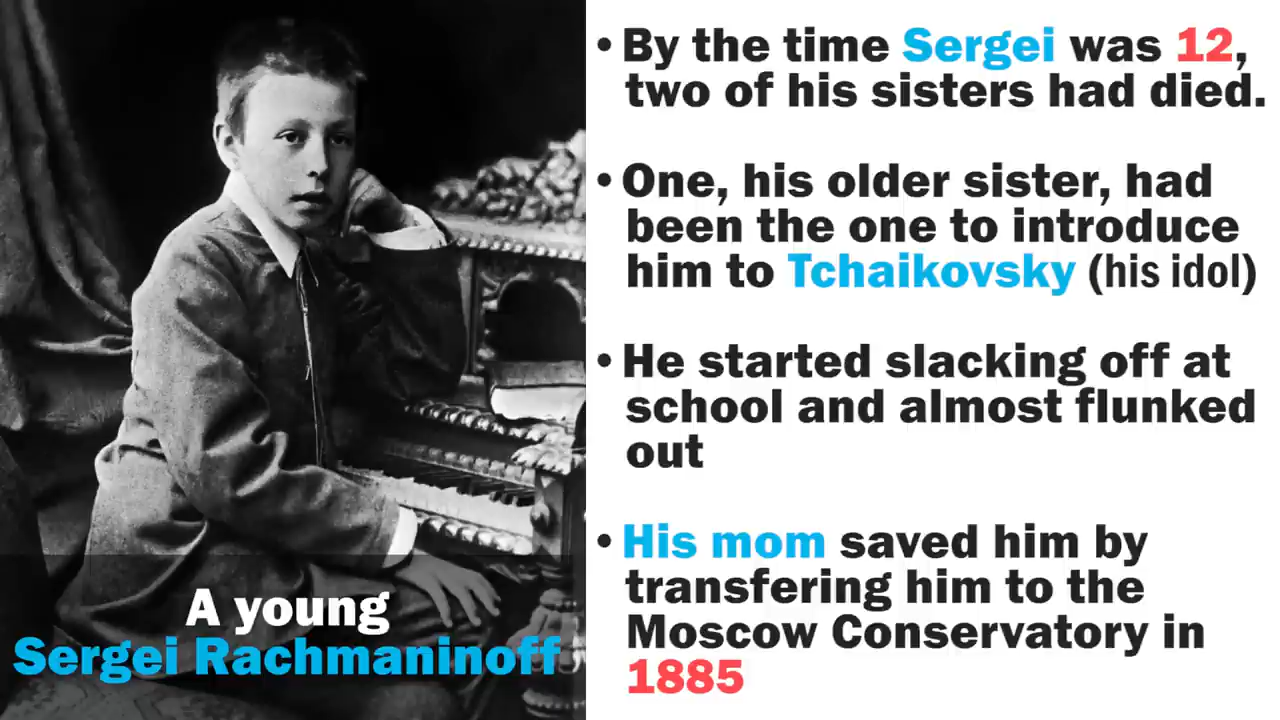 • By the time Sergei was 12,
two of his sisters had died.
• One, his older sister, had
been the one to introduce
him to Tchaikovsky (his idol)
• He started slacking off at
school and almost flunked
out
• His mom saved him by
transfering him to the
Moscow Conservatory in
1885
A young
Sergei Rachmaninoff